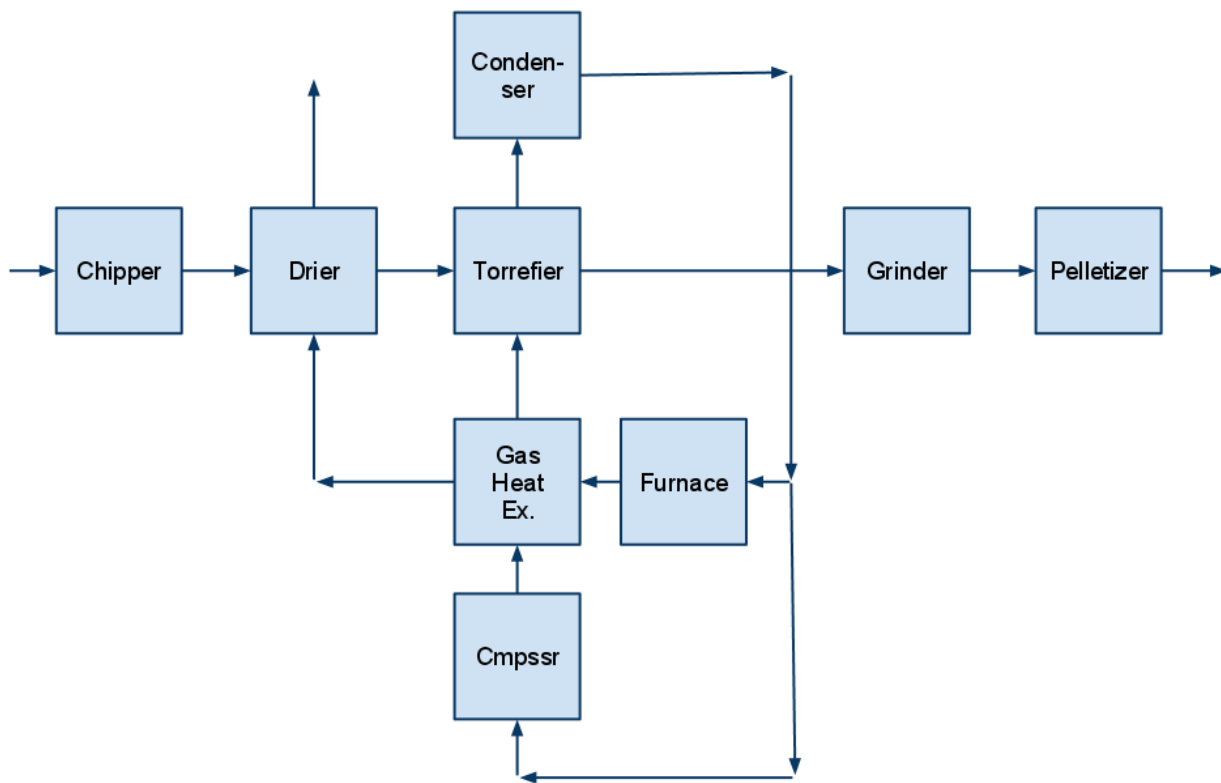 Conden-
ser
Chipper
Drier
Torrefier
Grinder
Pelletizer
Gas
Heat
Ex.
Furnace
Cmpssr